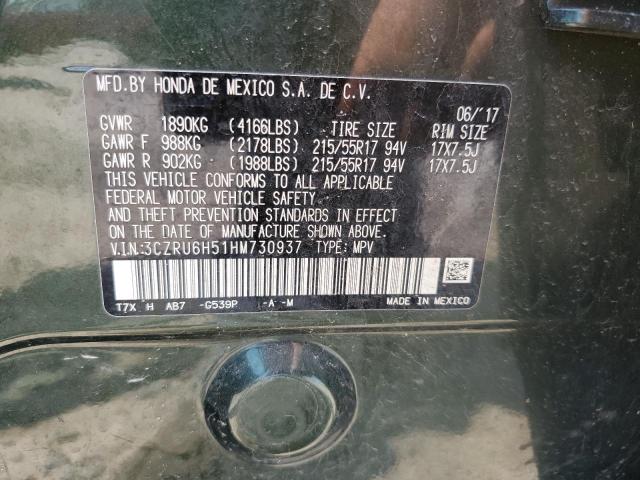 MFD.BY HONDA DE MEXICO S.A. DE C.V.
06/'17
GVWR 1890KG (4166LBS) TIRE SIZE RIM SIZE
GAWR F 988KG (2178LBS) 215/55R17 94V 17X7.5J
GAWR R 902KG (1988LBS) 215/55R17 94V 17X7.5J
THIS VEHICLE CONFORMS TO ALL APPLICABLE
FEDERAL MOTOR VEHICLE SAFETY
AND THEFT PREVENTION STANDARDS IN EFFECT
ON THE DATE OF MANUFACTURE SHOWN ABOVE.
V.I.N:3CZRU6H51HM730937 TYPE: MPV
T7X H AB7 -G539P -A -M MADE IN MEXICO